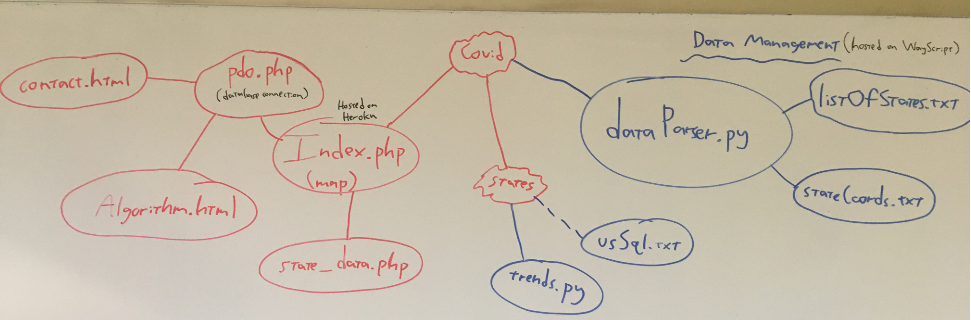 Data Management (hosted on WayScript)
Covid
contact.html
pdo.php
(database connection)
Hosted on
Heroku
Index.php
(map)
Algorithm.html
state_data.php
states
usSql.txt
trends.py
dataParser.py
listOfStates.txt
stateCoords.txt